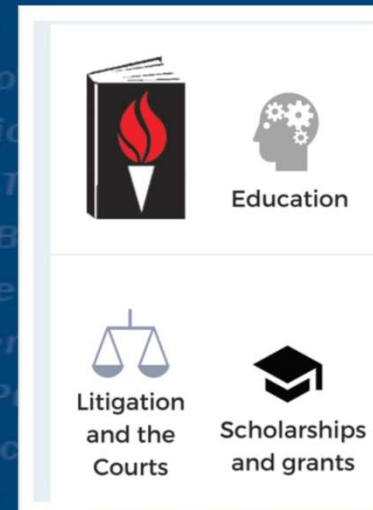 Education
Litigation
and the
Courts
Scholarships
and grants